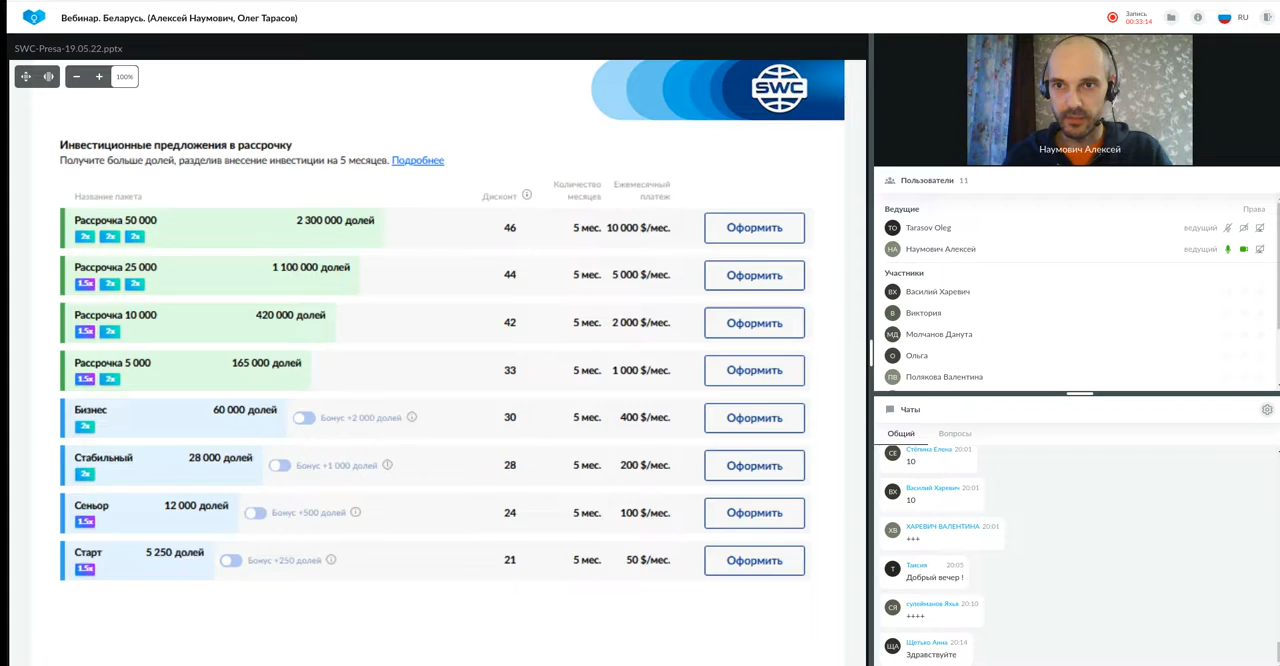 Вебинар. Беларусь. (Алексей Наумович, Олег Тарасов)
Запись
00:33:14
RU
SWC-Presa-19.05.22.pptx
100%
SWC
Инвестиционные предложения в рассрочку
Получите больше долей, разделив внесение инвестиции на 5 месяцев. Подробнее
Название пакета
Дисконт
Количество месяцев
Ежемесячный платеж
Рассрочка 50 000 2 300 000 долей 46 5 мес. 10 000 $/мес. Оформить
2x 2x 2x
Рассрочка 25 000 1 100 000 долей 44 5 мес. 5 000 $/мес. Оформить
1.5x 2x 2x
Рассрочка 10 000 420 000 долей 42 5 мес. 2 000 $/мес. Оформить
1.5x 2x
Рассрочка 5 000 165 000 долей 33 5 мес. 1 000 $/мес. Оформить
1.5x 2x
Бизнес 60 000 долей Бонус +2 000 долей 30 5 мес. 400 $/мес. Оформить
2x
Стабильный 28 000 долей Бонус +1 000 долей 28 5 мес. 200 $/мес. Оформить
2x
Сеньор 12 000 долей Бонус +500 долей 24 5 мес. 100 $/мес. Оформить
1.5x
Старт 5 250 долей Бонус +250 долей 21 5 мес. 50 $/мес. Оформить
1.5x
Наумович Алексей
Пользователи 11
Ведущие Права
TO Tarasov Oleg ведущий
НА Наумович Алексей ведущий
Участники
ВХ Василий Харевич
В Виктория
МД Молчанов Данута
О Ольга
ПВ Полякова Валентина
Чаты
Общий Вопросы
СЕ Стёпина Елена 20:01
10
ВХ Василий Харевич 20:01
10
ХВ ХАРЕВИЧ ВАЛЕНТИНА 20:01
+++
Т Таисия 20:05
Добрый вечер !
СЯ сулейманов Яхья 20:10
++++
ЩА Щетько Анна 20:14
Здравствуйте